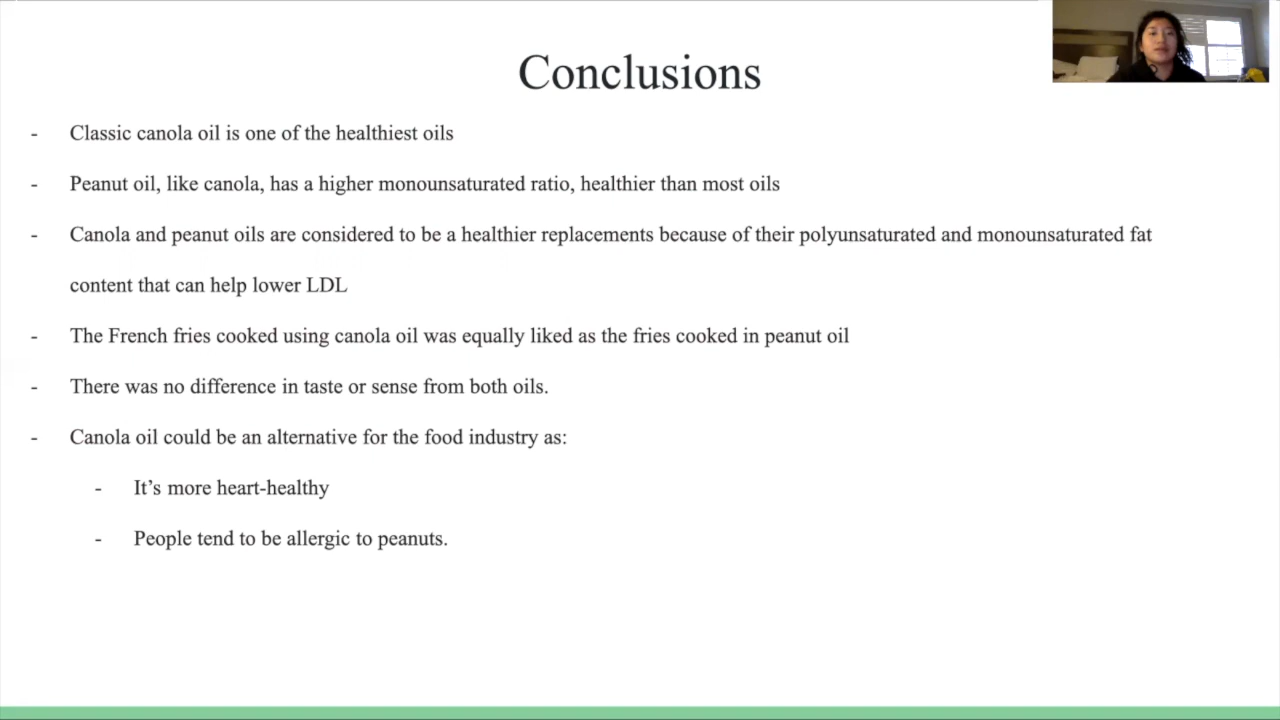 Conclusions
- Classic canola oil is one of the healthiest oils
- Peanut oil, like canola, has a higher monounsaturated ratio, healthier than most oils
- Canola and peanut oils are considered to be a healthier replacements because of their polyunsaturated and monounsaturated fat
content that can help lower LDL
- The French fries cooked using canola oil was equally liked as the fries cooked in peanut oil
- There was no difference in taste or sense from both oils.
- Canola oil could be an alternative for the food industry as:
- It’s more heart-healthy
- People tend to be allergic to peanuts.